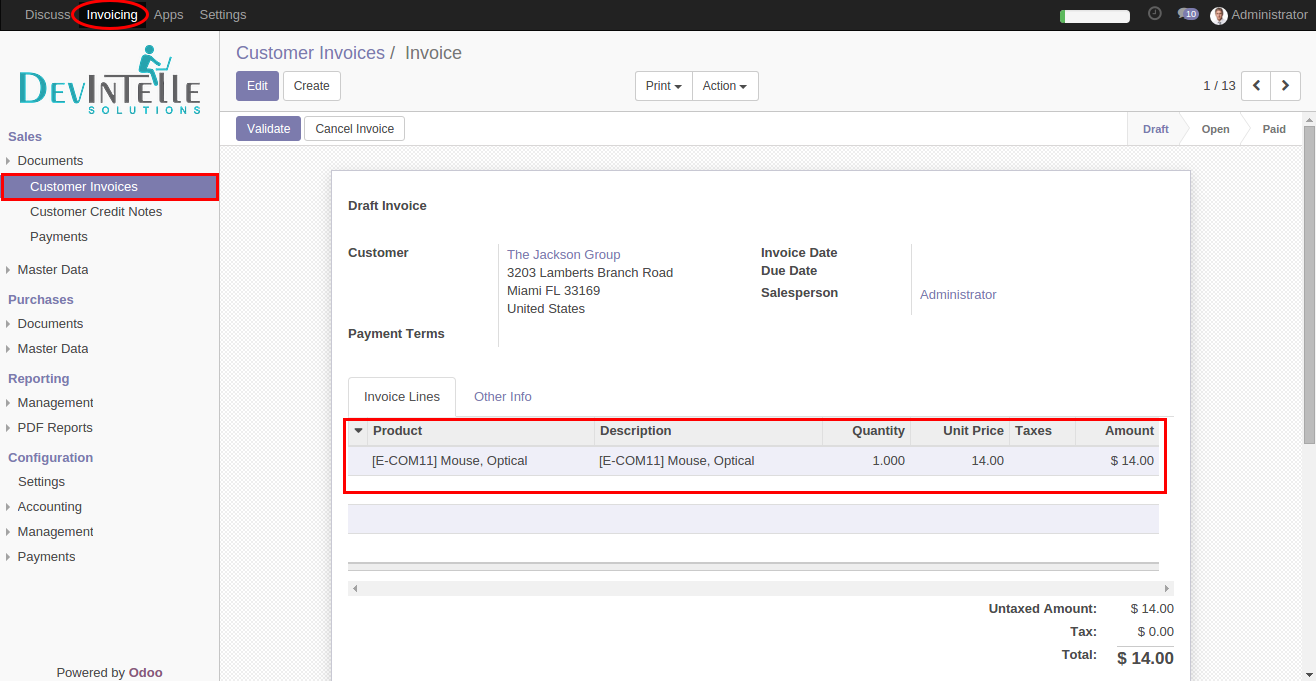 Discuss Invoicing Apps Settings 10 Administrator
DEVINTELLE
SOLUTIONS
Sales
Documents
Customer Invoices
Customer Credit Notes
Payments
Master Data
Purchases
Documents
Master Data
Reporting
Management
PDF Reports
Configuration
Settings
Accounting
Management
Payments
Powered by Odoo
Customer Invoices / Invoice
Edit Create Print Action 1 / 13
Validate Cancel Invoice Draft Open Paid
Draft Invoice
Customer
The Jackson Group
3203 Lamberts Branch Road
Miami FL 33169
United States
Payment Terms
Invoice Date
Due Date
Salesperson Administrator
Invoice Lines Other Info
Product Description Quantity Unit Price Taxes Amount
[E-COM11] Mouse, Optical [E-COM11] Mouse, Optical 1.000 14.00 $ 14.00
Untaxed Amount: $ 14.00
Tax: $ 0.00
Total: $ 14.00